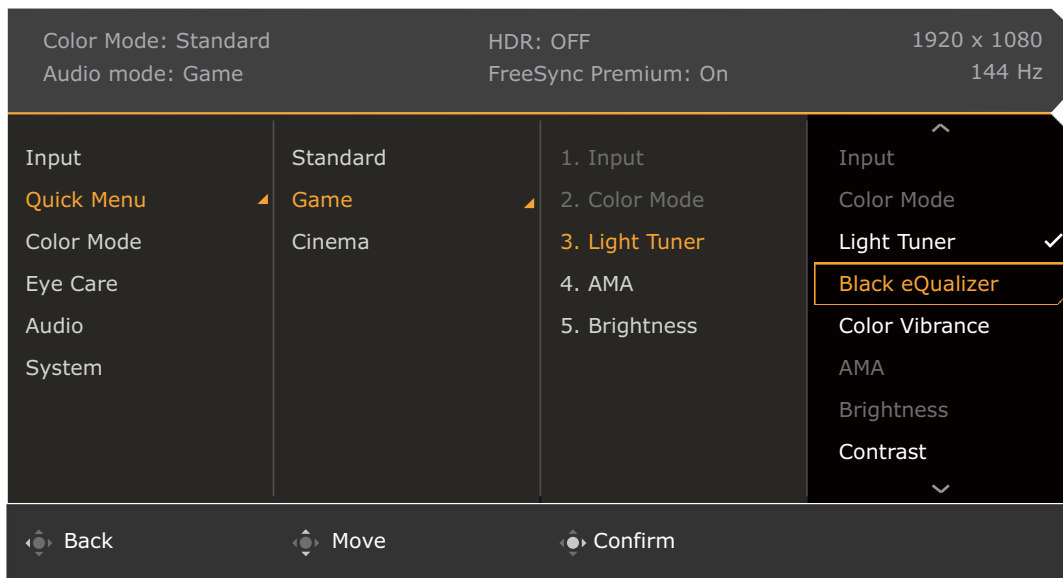 Color Mode: Standard
HDR: OFF
1920 x 1080
Audio mode: Game
FreeSync Premium: On
144 Hz
Input
Quick Menu
Color Mode
Eye Care
Audio
System
Standard
Game
Cinema
1. Input
2. Color Mode
3. Light Tuner
4. AMA
5. Brightness
Input
Color Mode
Light Tuner
Black eQualizer
Color Vibrance
AMA
Brightness
Contrast
Back
Move
Confirm